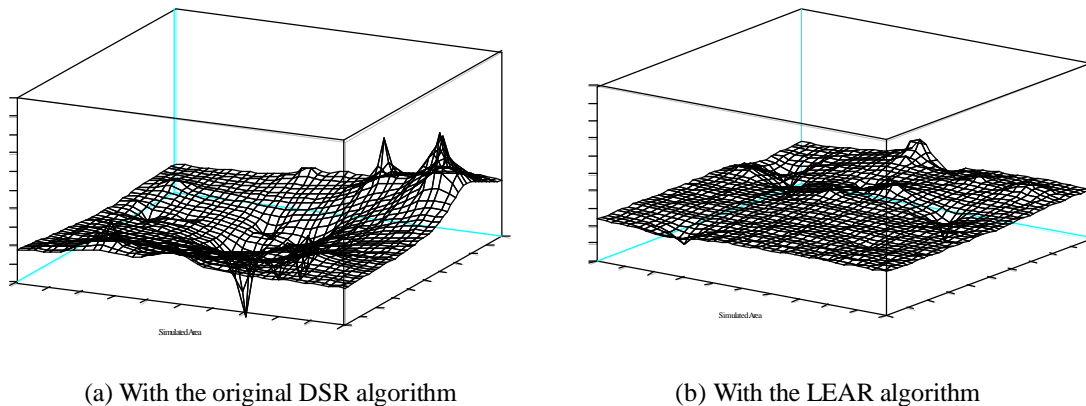 Simulated Area
Simulated Area
(a) With the original DSR algorithm
(b) With the LEAR algorithm